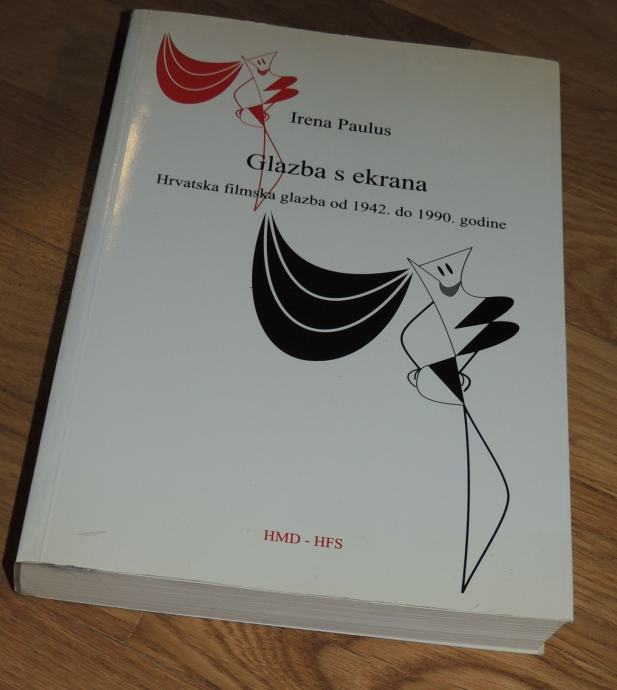 Irena Paulus
Glazba s ekrana
Hrvatska filmska glazba od 1942. do 1990. godine
HMD - HFS